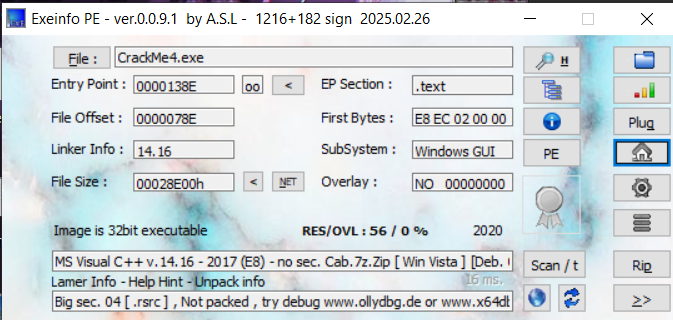 Exeinfo PE - ver.0.0.9.1 by A.S.L - 1216+182 sign 2025.02.26
File : CrackMe4.exe H
Entry Point : 0000138E oo < EP Section : .text
File Offset : 0000078E First Bytes : E8 EC 02 00 00 Plug
Linker Info : 14.16 SubSystem : Windows GUI PE
File Size : 00028E00h < NET Overlay : NO 00000000
Image is 32bit executable RES/OVL : 56 / 0 % 2020
MS Visual C++ v.14.16 - 2017 (E8) - no sec. Cab.7z.Zip [ Win Vista ] [Deb. Scan / t Rip
Lamer Info - Help Hint - Unpack info 16 ms.
Big sec. 04 [ .rsrc ] , Not packed , try debug www.ollydbg.de or www.x64db >>